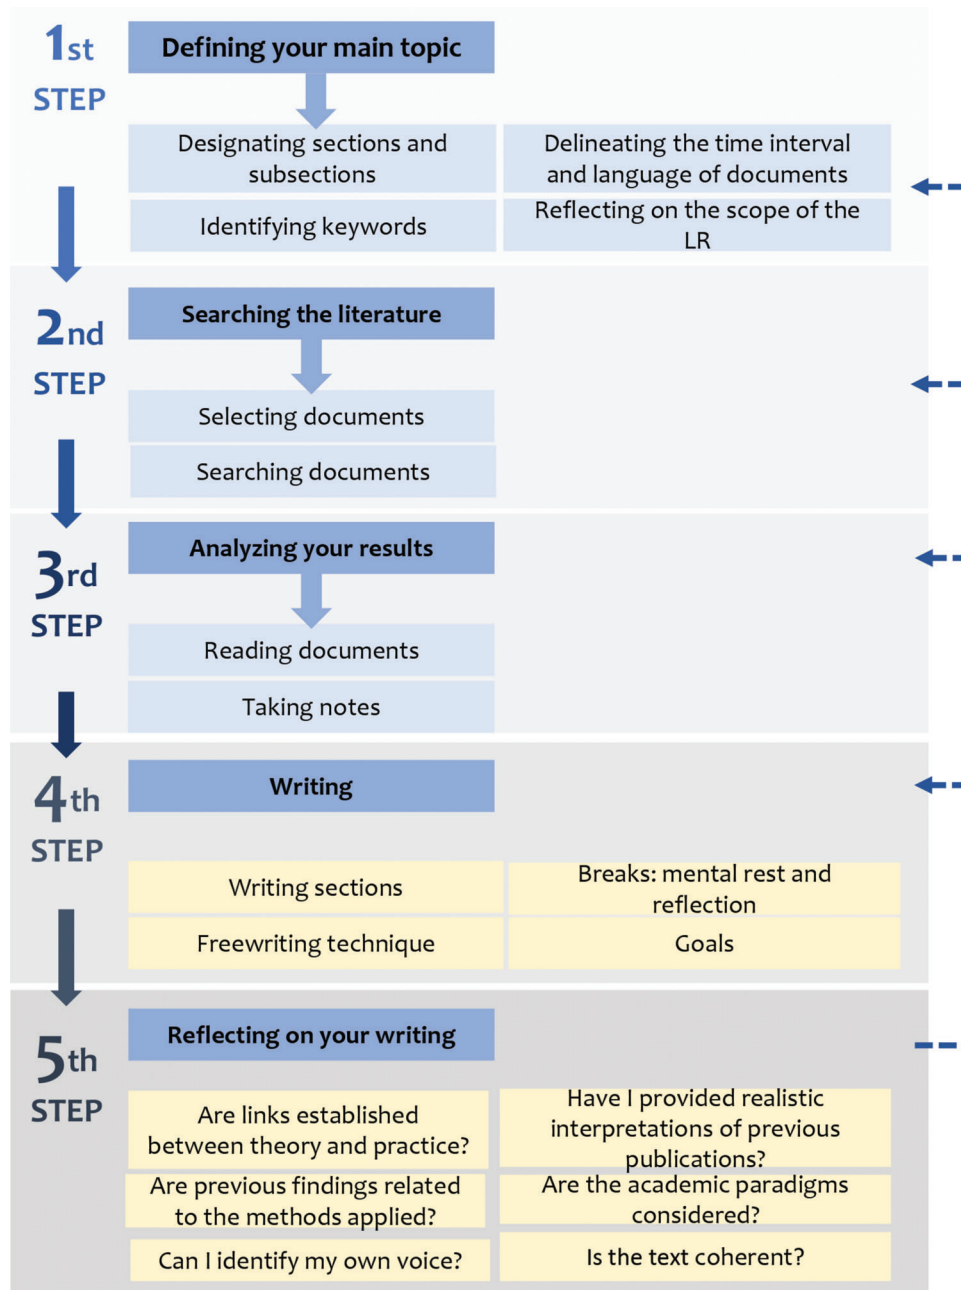 1st
STEP
Defining your main topic
Designating sections and
subsections
Delineating the time interval
and language of documents
Identifying keywords
Reflecting on the scope of the
LR
2nd
STEP
Searching the literature
Selecting documents
Searching documents
3rd
STEP
Analyzing your results
Reading documents
Taking notes
4th
STEP
Writing
Writing sections
Breaks: mental rest and
reflection
Freewriting technique
Goals
5th
STEP
Reflecting on your writing
Are links established
between theory and practice?
Have I provided realistic
interpretations of previous
publications?
Are previous findings related
to the methods applied?
Are the academic paradigms
considered?
Can I identify my own voice?
Is the text coherent?